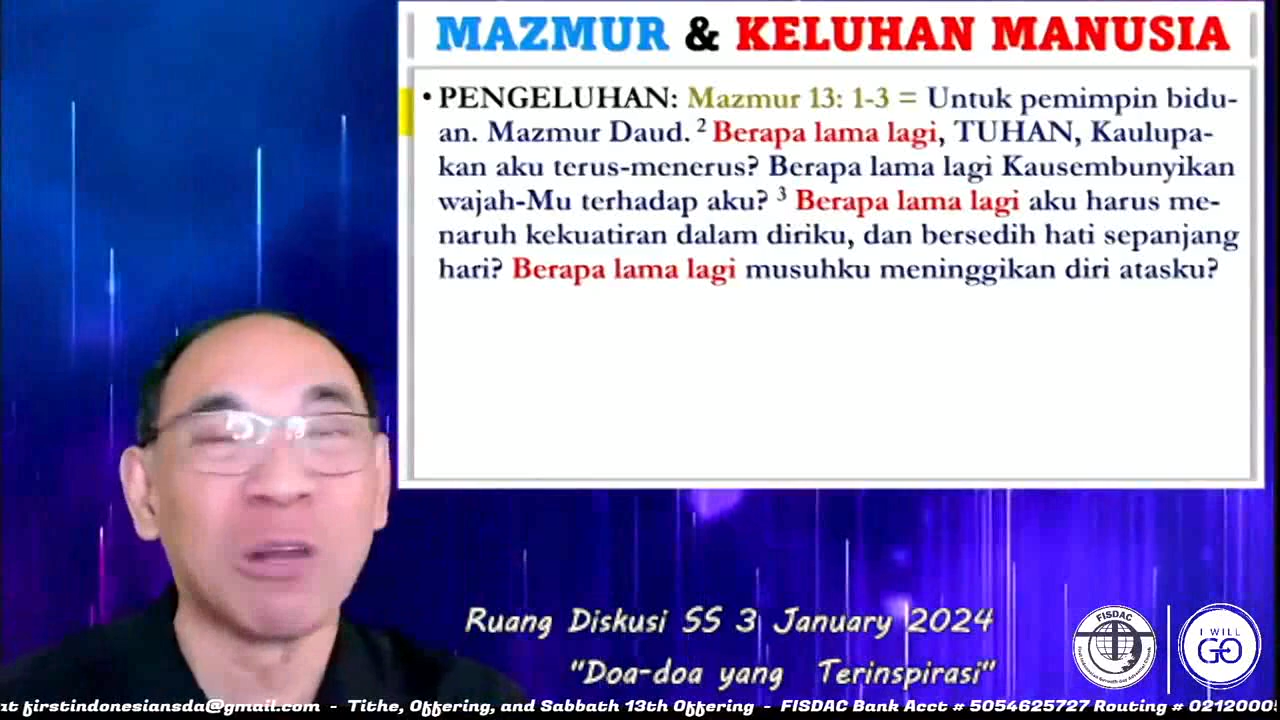 MAZMUR & KELUHAN MANUSIA
• PENGELUHAN: Mazmur 13: 1-3 = Untuk pemimpin bidu-
an. Mazmur Daud. ² Berapa lama lagi, TUHAN, Kaulupa-
kan aku terus-menerus? Berapa lama lagi Kausembunyikan
wajah-Mu terhadap aku? ³ Berapa lama lagi aku harus me-
naruh kekuatiran dalam diriku, dan bersedih hati sepanjang
hari? Berapa lama lagi musuhku meninggikan diri atasku?
Ruang Diskusi SS 3 January 2024
"Doa-doa yang Terinspirasi"
FISDAC
I WILL
GO
firstindonesiansda@gmail.com - Tithe, Offering, and Sabbath 13th Offering - FISDAC Bank Acct # 5054625727 Routing #